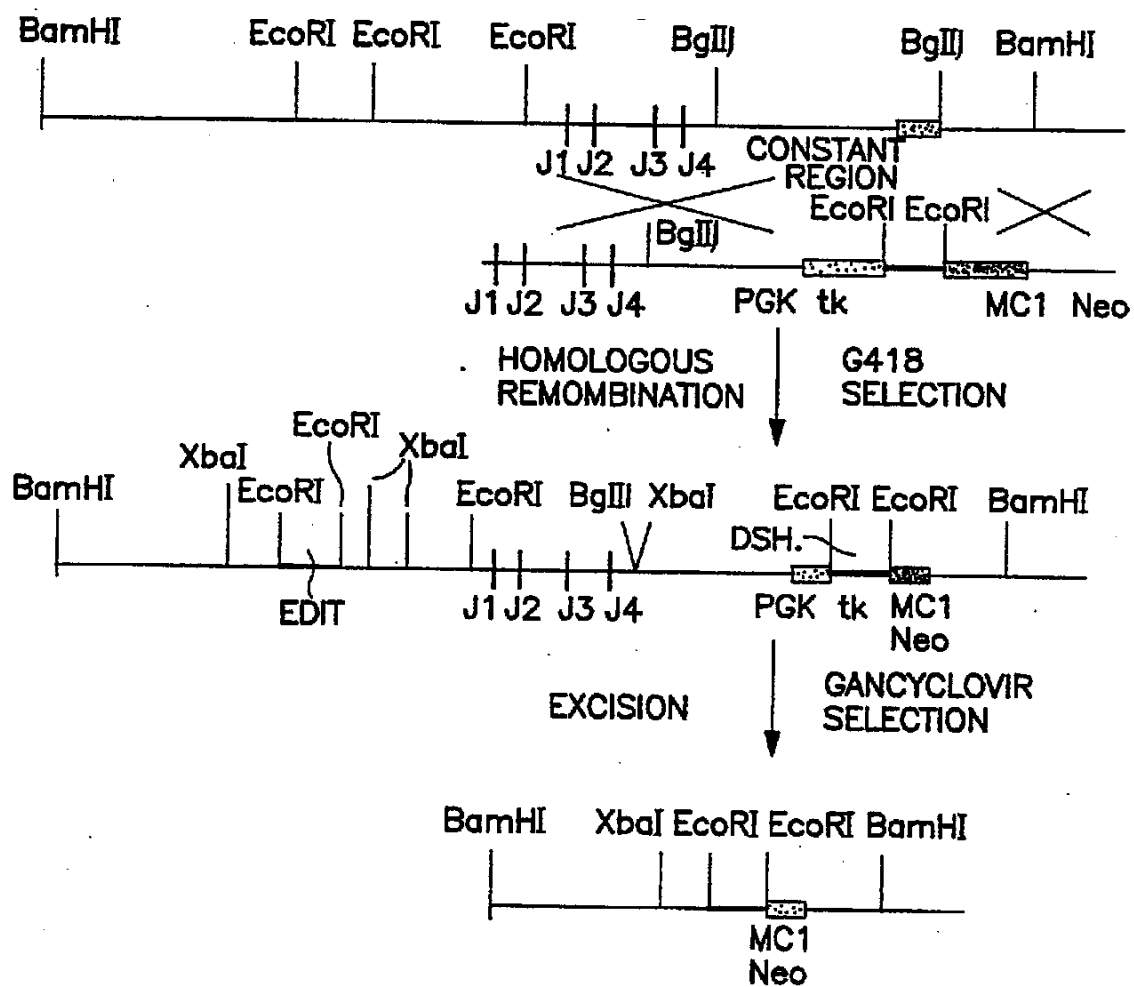 BamHI EcoRI EcoRI EcoRI BglII BglII BamHI
J1 J2 J3 J4 CONSTANT
REGION
EcoRI EcoRI
BglII
J1 J2 J3 J4 PGK tk MC1 Neo
HOMOLOGOUS G418
REMOMBINATION SELECTION
EcoRI
XbaI XbaI
BamHI EcoRI EcoRI BglII XbaI EcoRI EcoRI BamHI
DSH.
EDIT J1 J2 J3 J4 PGK tk MC1
Neo
EXCISION GANCYCLOVIR
SELECTION
BamHI XbaI EcoRI EcoRI BamHI
MC1
Neo